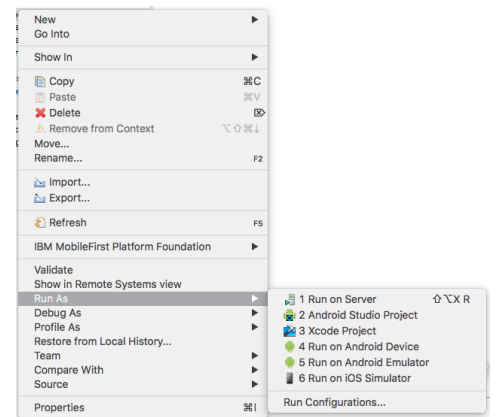 New
Go Into
Show In
Copy ⌘C
Paste ⌘V
Delete ⌦
Remove from Context ⌥⇧⌘↓
Move...
Rename... F2
Import...
Export...
Refresh F5
IBM MobileFirst Platform Foundation
Validate
Show in Remote Systems view
Run As
Debug As
Profile As
Restore from Local History...
Team
Compare With
Source
Properties ⌘I
1 Run on Server ⇧⌥X R
2 Android Studio Project
3 Xcode Project
4 Run on Android Device
5 Run on Android Emulator
6 Run on iOS Simulator
Run Configurations...